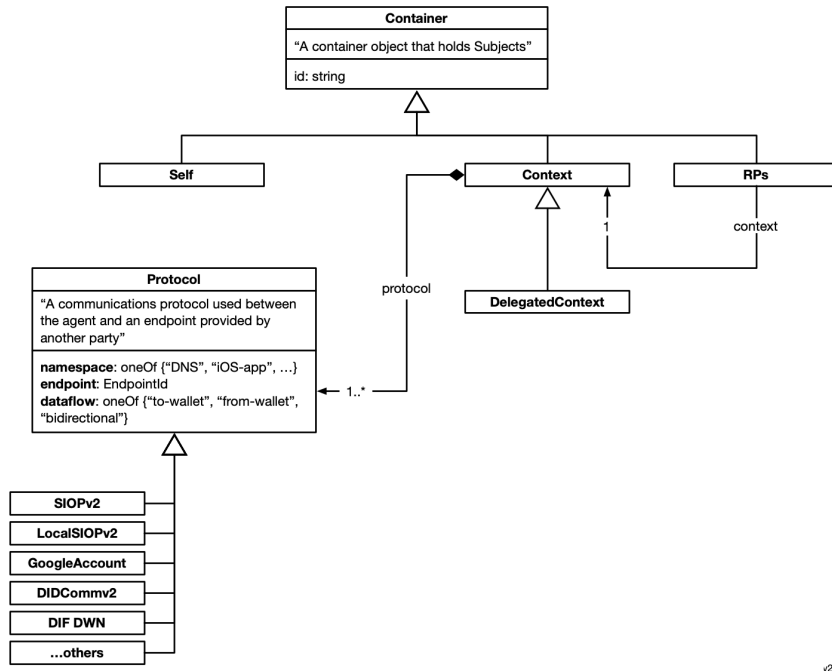 Container
“A container object that holds Subjects”
id: string
Self
Context
RPs
1
context
protocol
DelegatedContext
Protocol
“A communications protocol used between
the agent and an endpoint provided by
another party”
namespace: oneOf {“DNS”, “iOS-app”, …}
endpoint: EndpointId
dataflow: oneOf {“to-wallet”, “from-wallet”,
“bidirectional”}
1..*
SIOPv2
LocalSIOPv2
GoogleAccount
DIDCommv2
DIF DWN
...others
v2